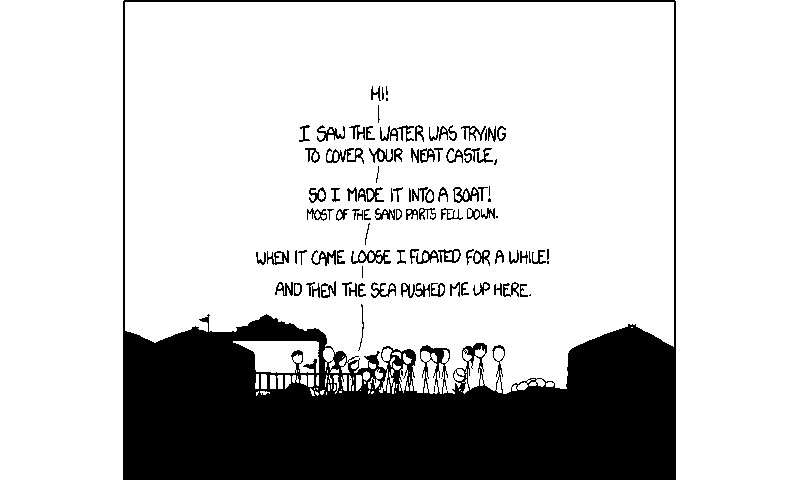 HI!
I SAW THE WATER WAS TRYING
TO COVER YOUR NEAT CASTLE,
SO I MADE IT INTO A BOAT!
MOST OF THE SAND PARTS FELL DOWN.
WHEN IT CAME LOOSE I FLOATED FOR A WHILE!
AND THEN THE SEA PUSHED ME UP HERE.